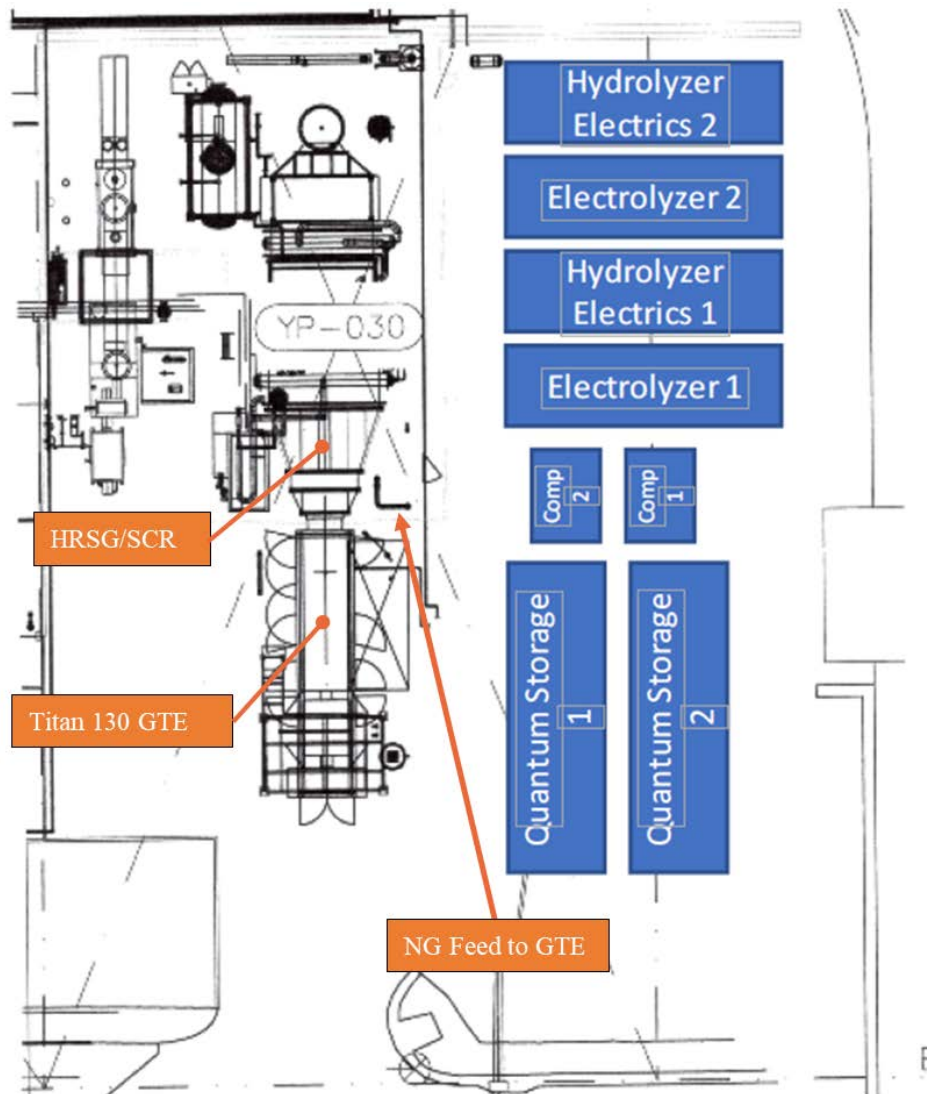 Hydrolyzer
Electrics 2
Electrolyzer 2
Hydrolyzer
Electrics 1
YP-030
Electrolyzer 1
Comp
2
Comp
1
HRSG/SCR
Quantum Storage
1
Quantum Storage
2
Titan 130 GTE
NG Feed to GTE